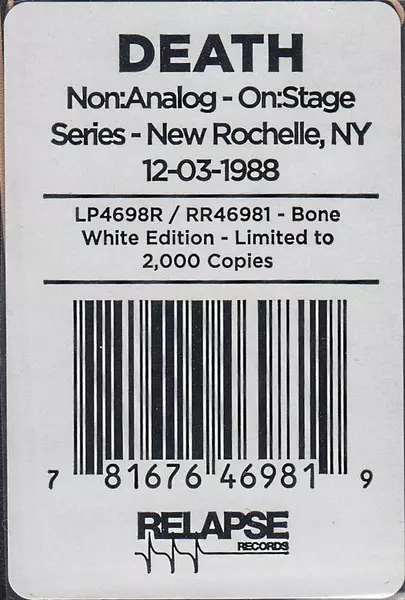 DEATH
Non:Analog - On:Stage
Series - New Rochelle, NY
12-03-1988
LP4698R / RR46981 - Bone
White Edition - Limited to
2,000 Copies
7 81676 46981 9
RELAPSE
RECORDS